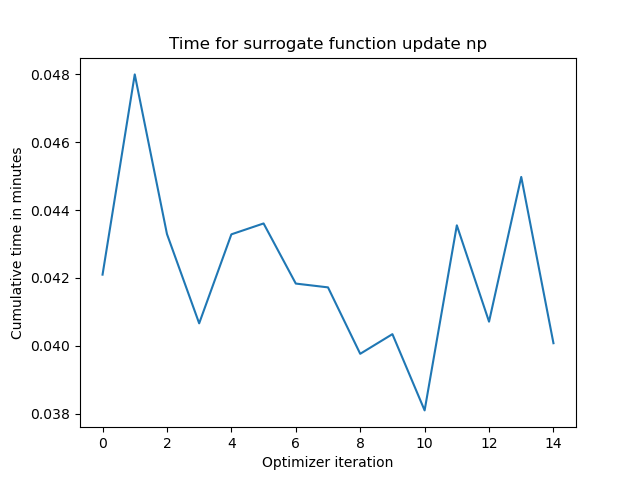 Time for surrogate function update np
Cumulative time in minutes
0.048
0.046
0.044
0.042
0.040
0.038
0 2 4 6 8 10 12 14
Optimizer iteration